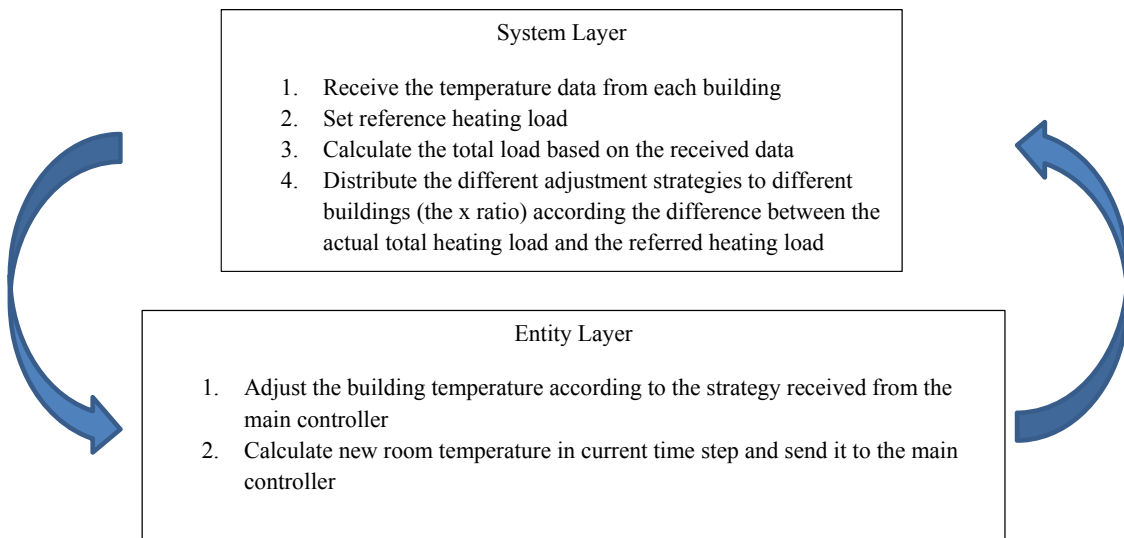 System Layer
1. Receive the temperature data from each building
2. Set reference heating load
3. Calculate the total load based on the received data
4. Distribute the different adjustment strategies to different
buildings (the x ratio) according the difference between the
actual total heating load and the referred heating load
Entity Layer
1. Adjust the building temperature according to the strategy received from the
main controller
2. Calculate new room temperature in current time step and send it to the main
controller